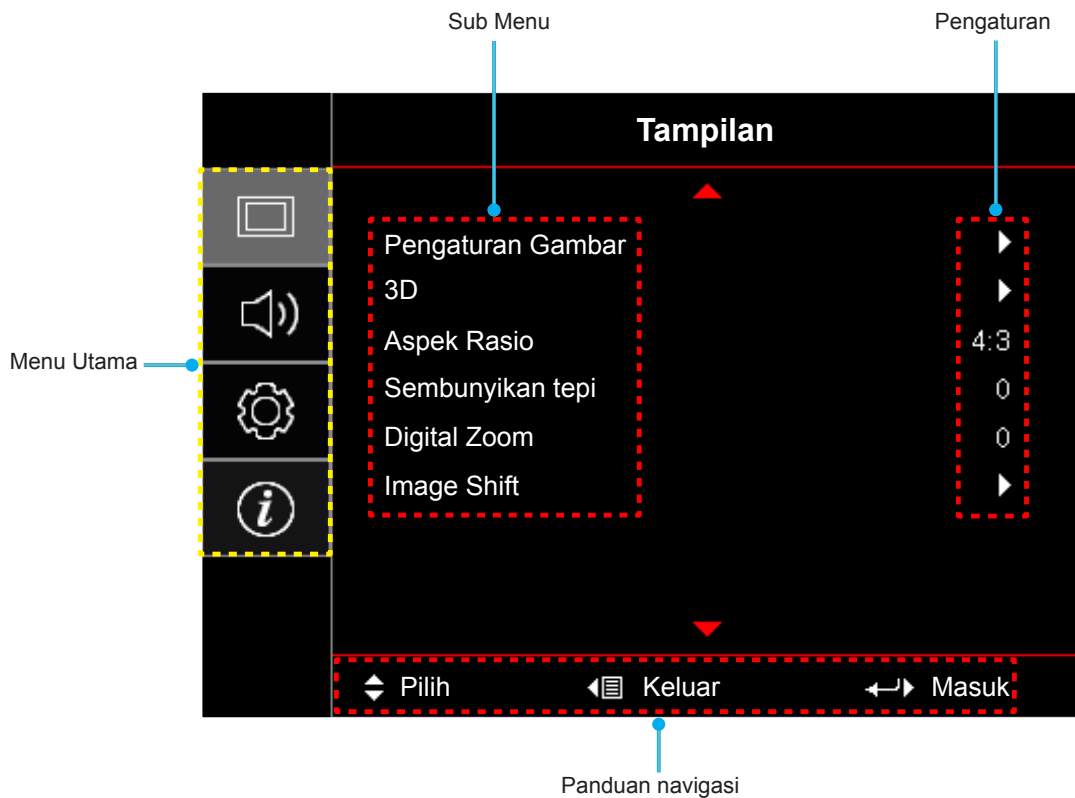 Sub Menu
Pengaturan
Tampilan
Pengaturan Gambar
3D
Aspek Rasio 4:3
Menu Utama
Sembunyikan tepi 0
Digital Zoom 0
Image Shift
Pilih Keluar Masuk
Panduan navigasi